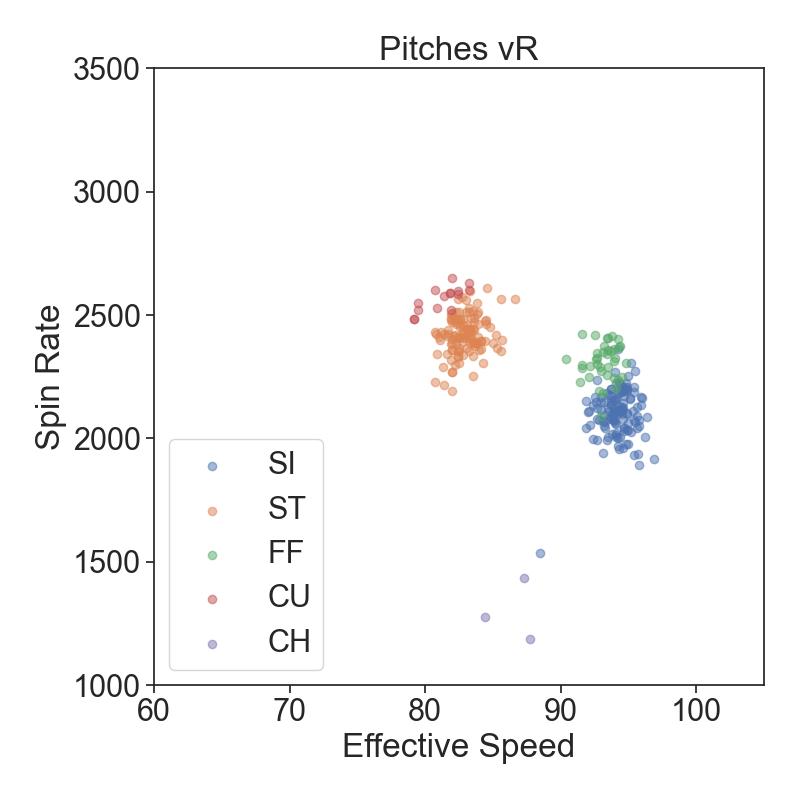 Pitches vR
3500
3000
2500
2000
1500
1000
Spin Rate
SI
ST
FF
CU
CH
60 70 80 90 100
Effective Speed